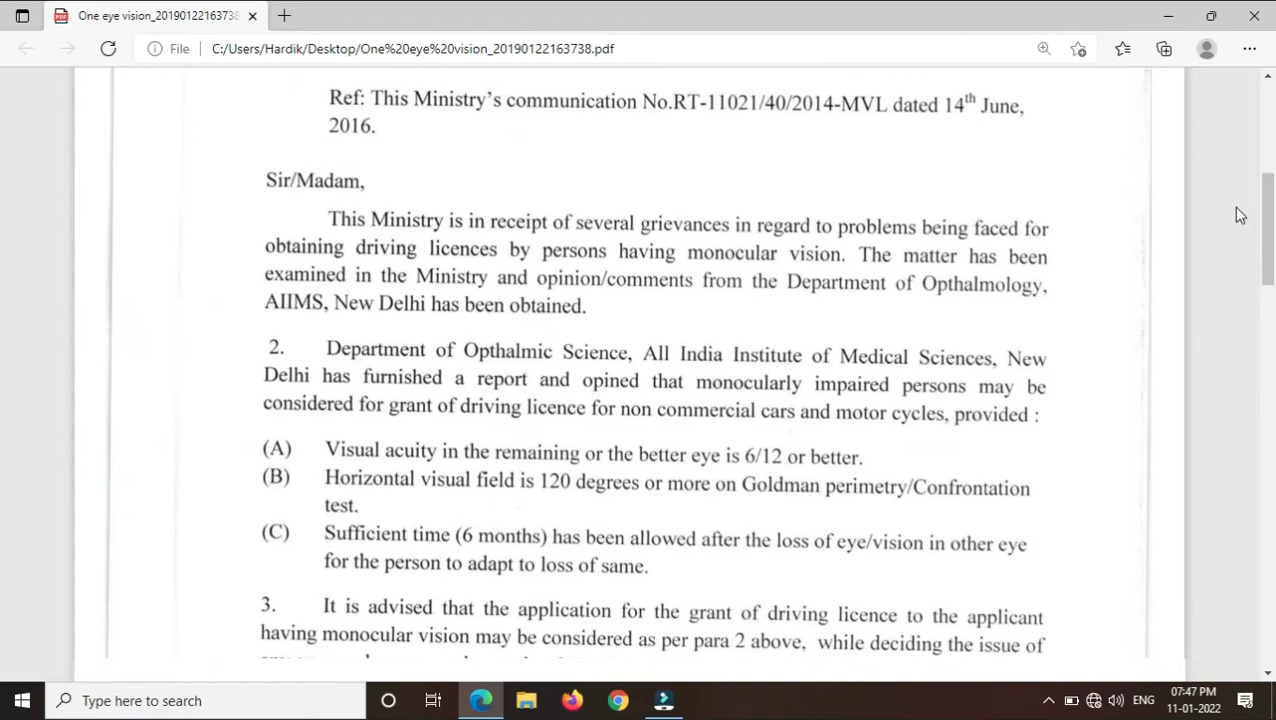 One eye vision_20190122163738
File C:/Users/Hardik/Desktop/One%20eye%20vision_20190122163738.pdf
Ref: This Ministry's communication No.RT-11021/40/2014-MVL dated 14th June,
2016.
Sir/Madam,
This Ministry is in receipt of several grievances in regard to problems being faced for
obtaining driving licences by persons having monocular vision. The matter has been
examined in the Ministry and opinion/comments from the Department of Opthalmology,
AIIMS, New Delhi has been obtained.
2. Department of Opthalmic Science, All India Institute of Medical Sciences, New
Delhi has furnished a report and opined that monocularly impaired persons may be
considered for grant of driving licence for non commercial cars and motor cycles, provided :
(A) Visual acuity in the remaining or the better eye is 6/12 or better.
(B) Horizontal visual field is 120 degrees or more on Goldman perimetry/Confrontation
test.
(C) Sufficient time (6 months) has been allowed after the loss of eye/vision in other eye
for the person to adapt to loss of same.
3. It is advised that the application for the grant of driving licence to the applicant
having monocular vision may be considered as per para 2 above, while deciding the issue of
Type here to search
ENG
07:47 PM
11-01-2022